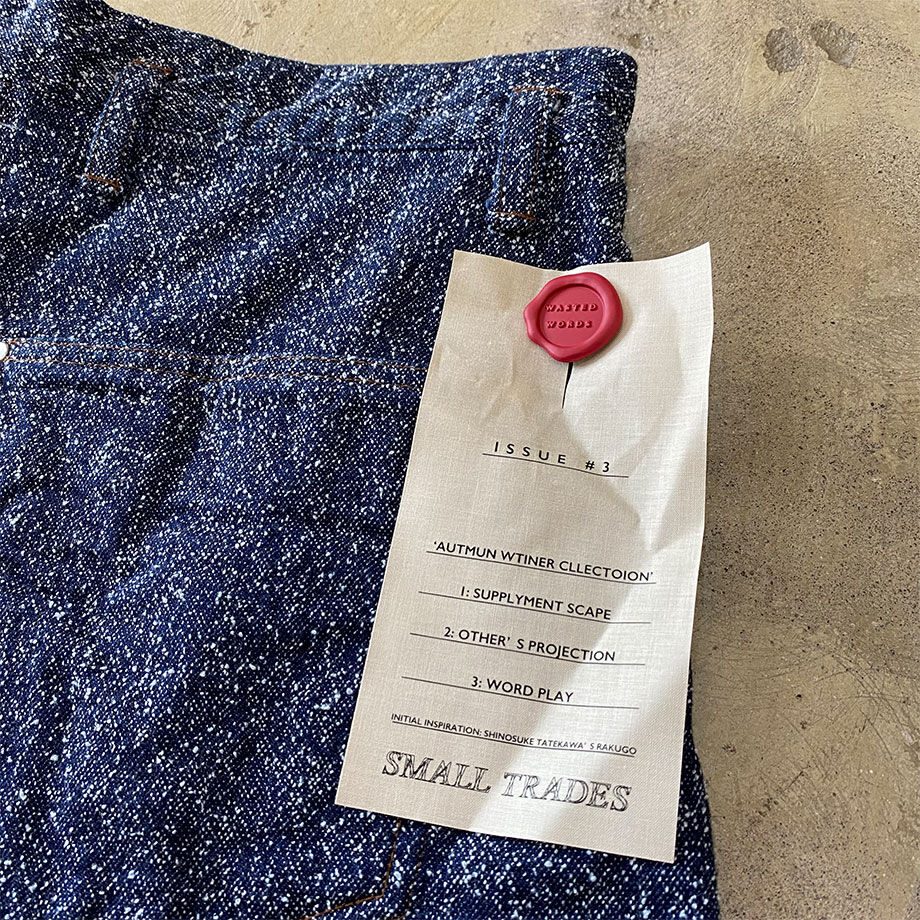 WASTED
WORDS
ISSUE #3
‘AUTMUN WTINER CLLECTOION’
1: SUPPLYMENT SCAPE
2: OTHER’ S PROJECTION
3: WORD PLAY
INITIAL INSPIRATION: SHINOSUKE TATEKAWA’ S RAKUGO
SMALL TRADES